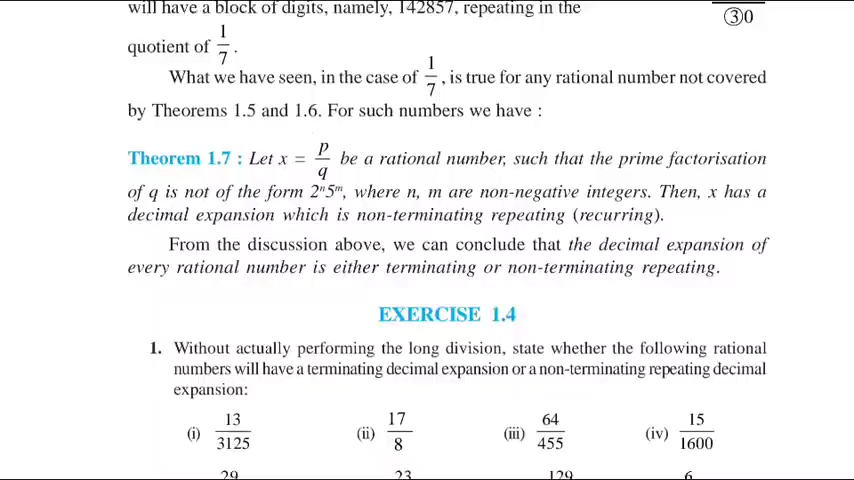 will have a block of digits, namely, 142857, repeating in the
③0
quotient of 1/7 .
What we have seen, in the case of 1/7 , is true for any rational number not covered
by Theorems 1.5 and 1.6. For such numbers we have :
Theorem 1.7 : Let x = p/q be a rational number, such that the prime factorisation
of q is not of the form 2ⁿ5ᵐ, where n, m are non-negative integers. Then, x has a
decimal expansion which is non-terminating repeating (recurring).
From the discussion above, we can conclude that the decimal expansion of
every rational number is either terminating or non-terminating repeating.
EXERCISE 1.4
1. Without actually performing the long division, state whether the following rational
numbers will have a terminating decimal expansion or a non-terminating repeating decimal
expansion:
(i) 13/3125 (ii) 17/8 (iii) 64/455 (iv) 15/1600
29 23 129 6